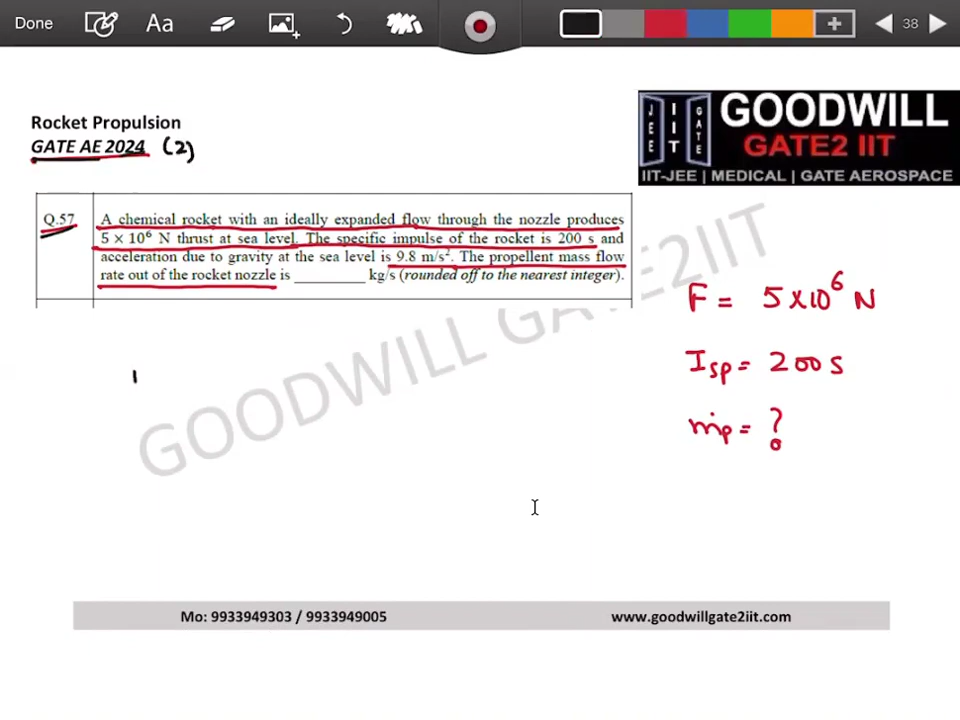 Done
Aa
38
Rocket Propulsion
GATE AE 2024 (2)
JEE
IIT
GATE
GOODWILL
GATE2 IIT
IIT-JEE | MEDICAL | GATE AEROSPACE
Q.57
A chemical rocket with an ideally expanded flow through the nozzle produces
5 × 10⁶ N thrust at sea level. The specific impulse of the rocket is 200 s and
acceleration due to gravity at the sea level is 9.8 m/s². The propellent mass flow
rate out of the rocket nozzle is ________ kg/s (rounded off to the nearest integer).
F = 5×10⁶ N
Isp = 200 s
ṁp = ?
GOODWILL GATE2IIT
Mo: 9933949303 / 9933949005
www.goodwillgate2iit.com